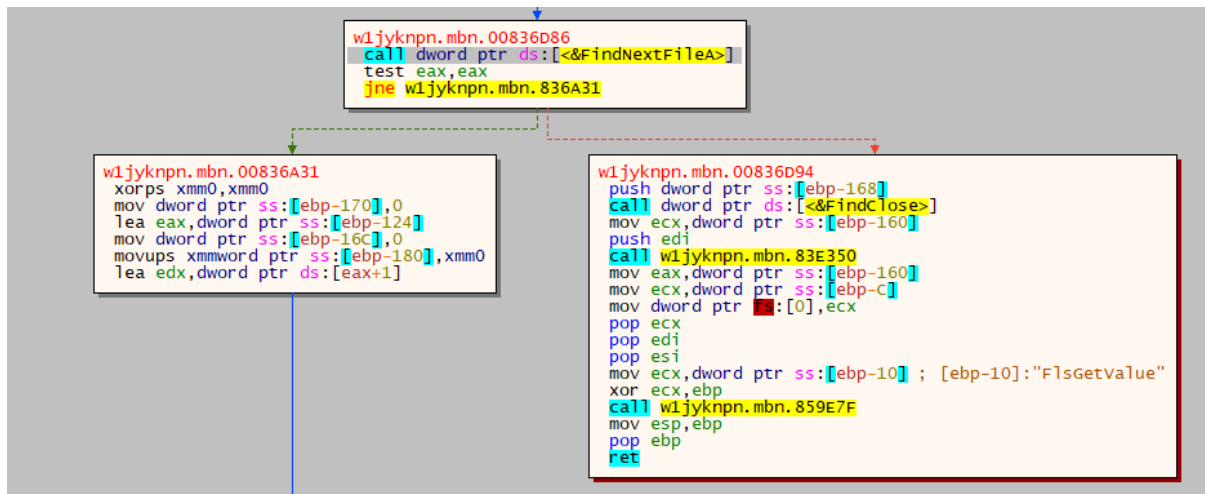 w1jyknpn.mbn.00836D86
call dword ptr ds:[<&FindNextFileA>]
test eax,eax
jne w1jyknpn.mbn.836A31
w1jyknpn.mbn.00836A31
xorps xmm0,xmm0
mov dword ptr ss:[ebp-170],0
lea eax,dword ptr ss:[ebp-124]
mov dword ptr ss:[ebp-16C],0
movups xmmword ptr ss:[ebp-180],xmm0
lea edx,dword ptr ds:[eax+1]
w1jyknpn.mbn.00836D94
push dword ptr ss:[ebp-168]
call dword ptr ds:[<&FindClose>]
mov ecx,dword ptr ss:[ebp-160]
push edi
call w1jyknpn.mbn.83E350
mov eax,dword ptr ss:[ebp-160]
mov ecx,dword ptr ss:[ebp-C]
mov dword ptr fs:[0],ecx
pop ecx
pop edi
pop esi
mov ecx,dword ptr ss:[ebp-10] ; [ebp-10]:"FlsGetValue"
xor ecx,ebp
call w1jyknpn.mbn.859E7F
mov esp,ebp
pop ebp
ret